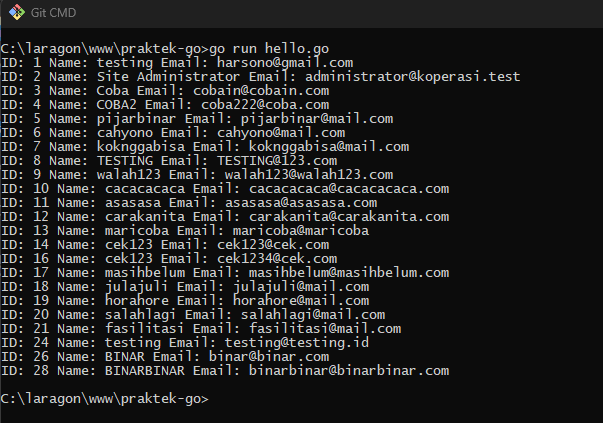 Git CMD
C:\laragon\www\praktek-go>go run hello.go
ID: 1 Name: testing Email: harsono@gmail.com
ID: 2 Name: Site Administrator Email: administrator@koperasi.test
ID: 3 Name: Coba Email: cobain@cobain.com
ID: 4 Name: COBA2 Email: coba222@coba.com
ID: 5 Name: pijarbinar Email: pijarbinar@mail.com
ID: 6 Name: cahyono Email: cahyono@mail.com
ID: 7 Name: koknggabisa Email: koknggabisa@mail.com
ID: 8 Name: TESTING Email: TESTING@123.com
ID: 9 Name: walah123 Email: walah123@walah123.com
ID: 10 Name: cacacacaca Email: cacacacaca@cacacacaca.com
ID: 11 Name: asasasa Email: asasasa@asasasa.com
ID: 12 Name: carakanita Email: carakanita@carakanita.com
ID: 13 Name: maricoba Email: maricoba@maricoba
ID: 14 Name: cek123 Email: cek123@cek.com
ID: 16 Name: cek123 Email: cek1234@cek.com
ID: 17 Name: masihbelum Email: masihbelum@masihbelum.com
ID: 18 Name: julajuli Email: julajuli@mail.com
ID: 19 Name: horahore Email: horahore@mail.com
ID: 20 Name: salahlagi Email: salahlagi@mail.com
ID: 21 Name: fasilitasi Email: fasilitasi@mail.com
ID: 24 Name: testing Email: testing@testing.id
ID: 26 Name: BINAR Email: binar@binar.com
ID: 28 Name: BINARBINAR Email: binarbinar@binarbinar.com
C:\laragon\www\praktek-go>